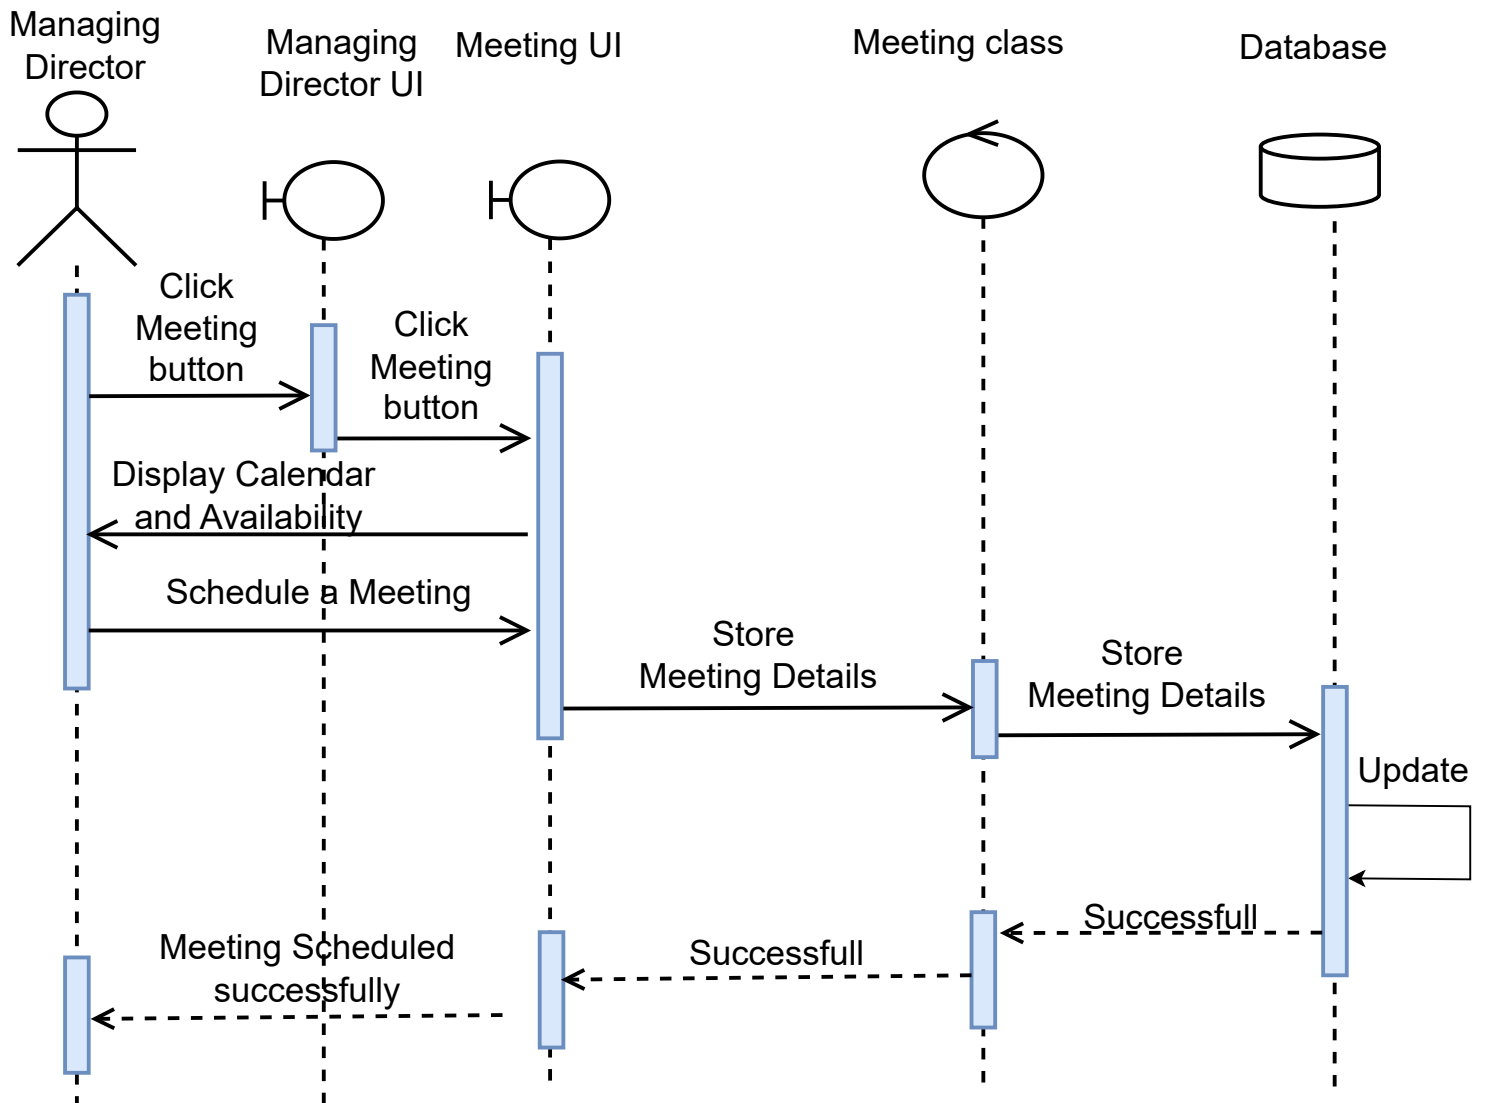 Managing
Director
Managing
Director UI
Meeting UI
Meeting class
Database
Click
Meeting
button
Click
Meeting
button
Display Calendar
and Availability
Schedule a Meeting
Store
Meeting Details
Store
Meeting Details
Update
Successfull
Successfull
Meeting Scheduled
successfully